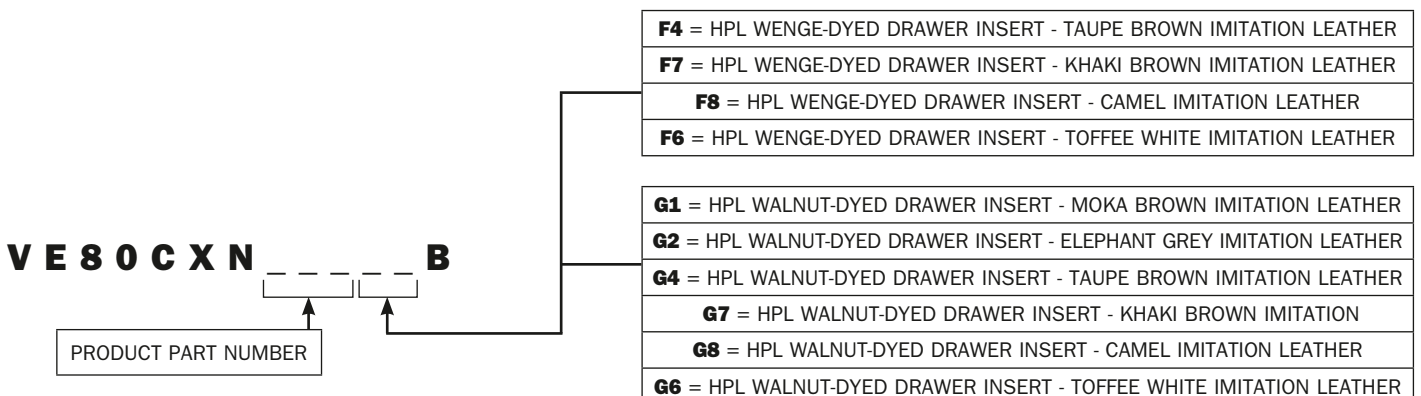 F4 = HPL WENGE-DYED DRAWER INSERT - TAUPE BROWN IMITATION LEATHER
F7 = HPL WENGE-DYED DRAWER INSERT - KHAKI BROWN IMITATION LEATHER
F8 = HPL WENGE-DYED DRAWER INSERT - CAMEL IMITATION LEATHER
F6 = HPL WENGE-DYED DRAWER INSERT - TOFFEE WHITE IMITATION LEATHER
G1 = HPL WALNUT-DYED DRAWER INSERT - MOKA BROWN IMITATION LEATHER
G2 = HPL WALNUT-DYED DRAWER INSERT - ELEPHANT GREY IMITATION LEATHER
G4 = HPL WALNUT-DYED DRAWER INSERT - TAUPE BROWN IMITATION LEATHER
G7 = HPL WALNUT-DYED DRAWER INSERT - KHAKI BROWN IMITATION
G8 = HPL WALNUT-DYED DRAWER INSERT - CAMEL IMITATION LEATHER
G6 = HPL WALNUT-DYED DRAWER INSERT - TOFFEE WHITE IMITATION LEATHER
V E 8 0 C X N _ _ _ _ _ B
PRODUCT PART NUMBER